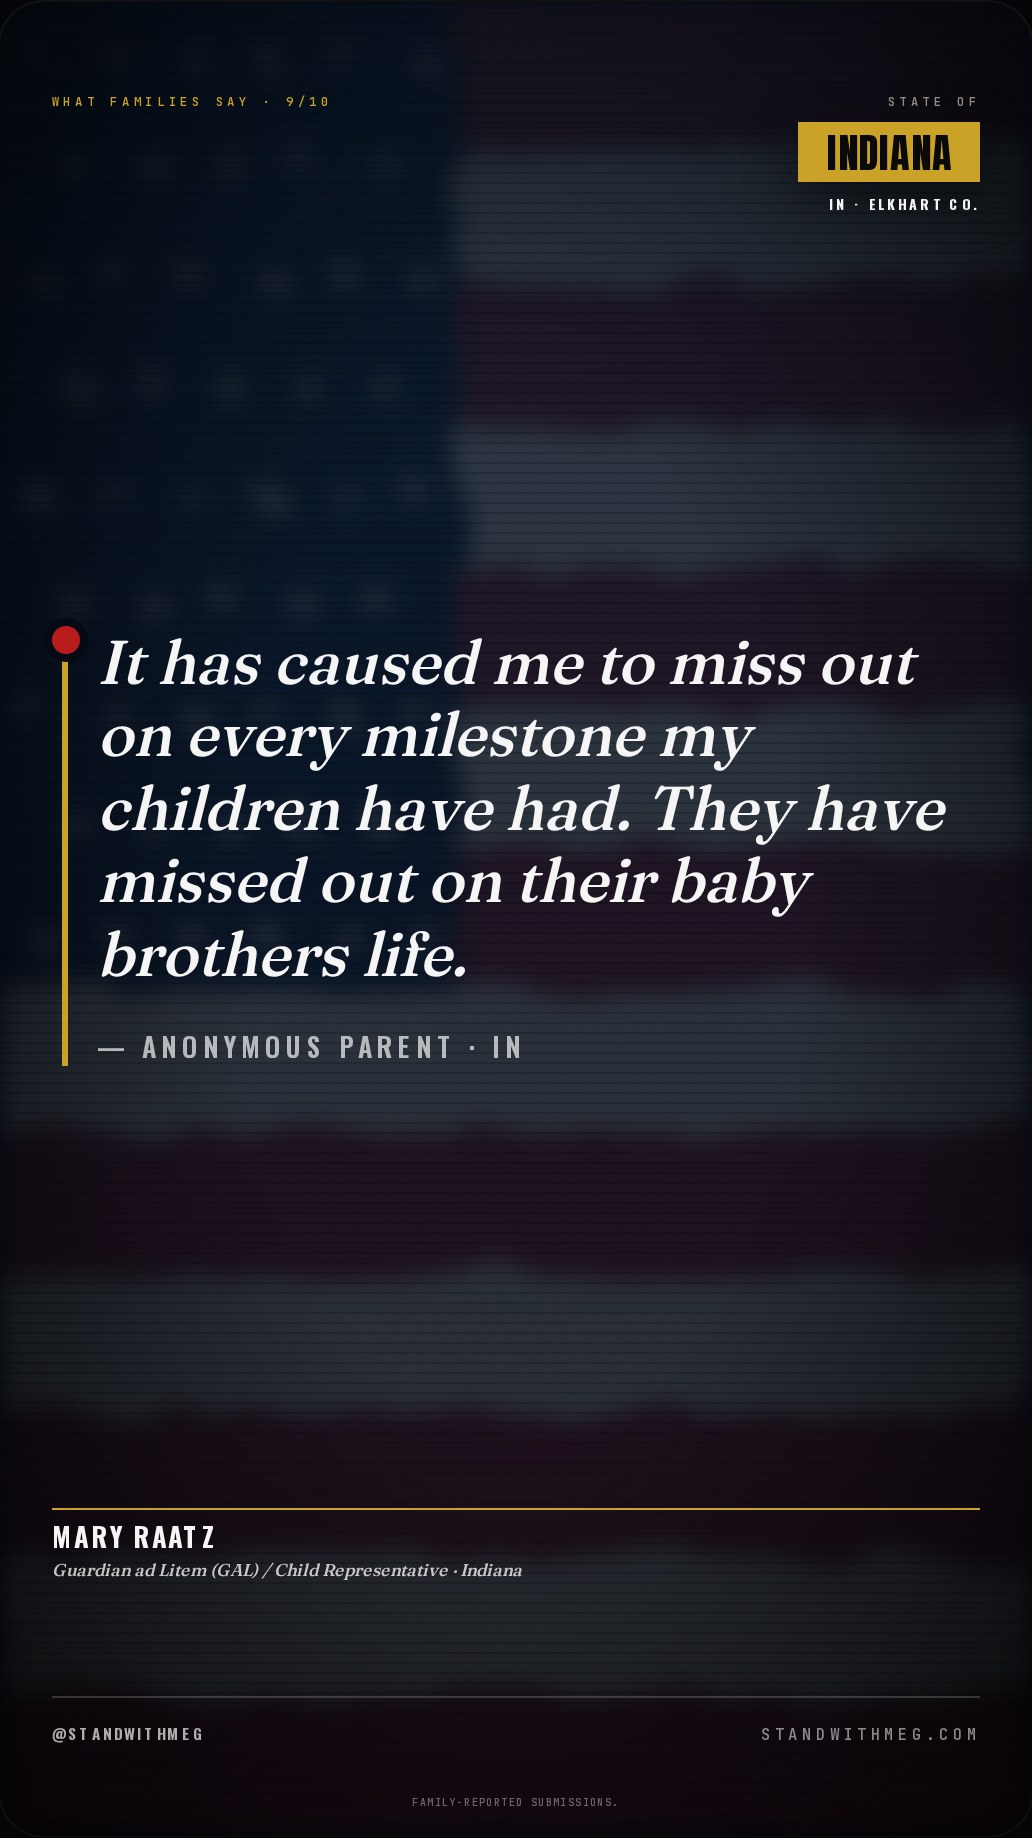 WHAT FAMILIES SAY · 9/10
STATE OF
INDIANA
IN · ELKHART CO.
It has caused me to miss out
on every milestone my
children have had. They have
missed out on their baby
brothers life.
— ANONYMOUS PARENT · IN
MARY RAATZ
Guardian ad Litem (GAL) / Child Representative · Indiana
@STANDWITHMEG
STANDWITHMEG.COM
FAMILY-REPORTED SUBMISSIONS.